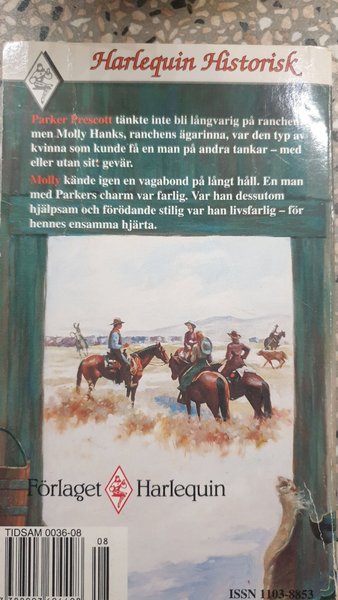 Harlequin Historisk
Parker Prescott tänkte inte bli långvarig på ranchen
men Molly Hanks, ranchens ägarinna, var den typ av
kvinna som kunde få en man på andra tankar – med
eller utan sitt gevär.
Molly kände igen en vagabond på långt håll. En man
med Parkers charm var farlig. Var han dessutom
hjälpsam och förödande stilig var han livsfarlig – för
hennes ensamma hjärta.
Förlaget Harlequin
TIDSAM 0036-08
08
ISSN 1103-8853